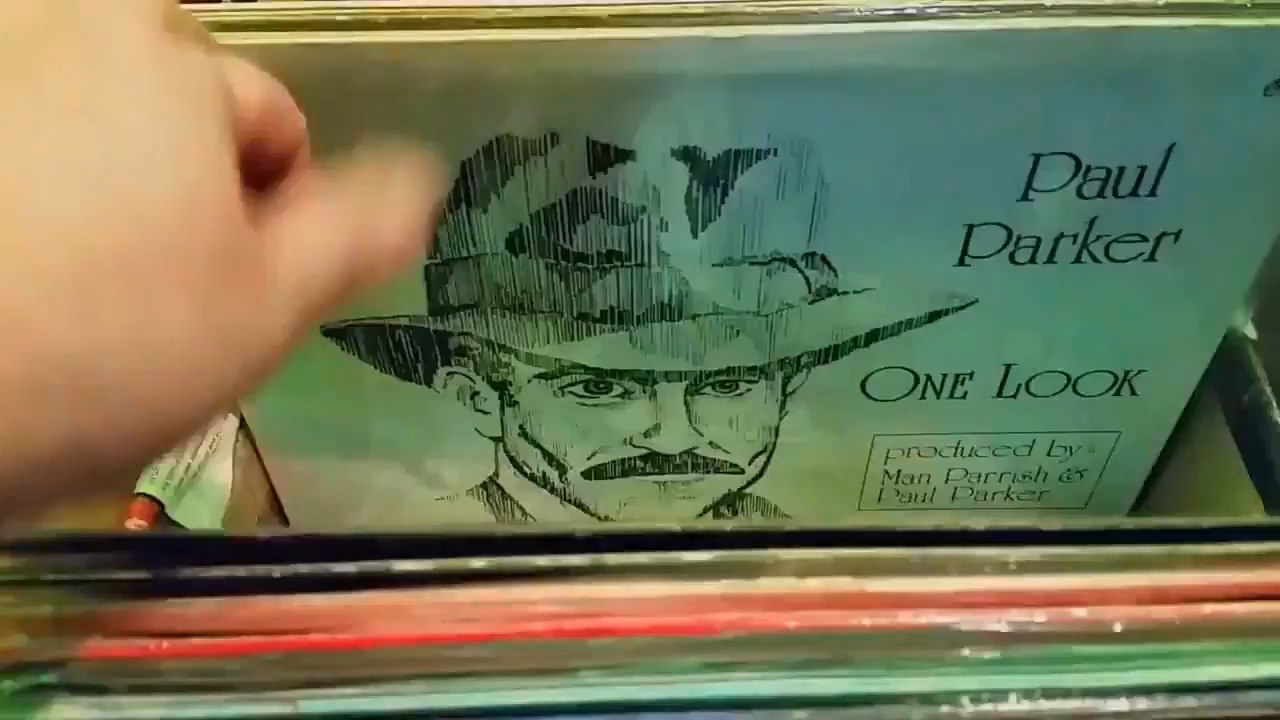 Paul
Parker
ONE LOOK
produced by
Man Parrish &
Paul Parker